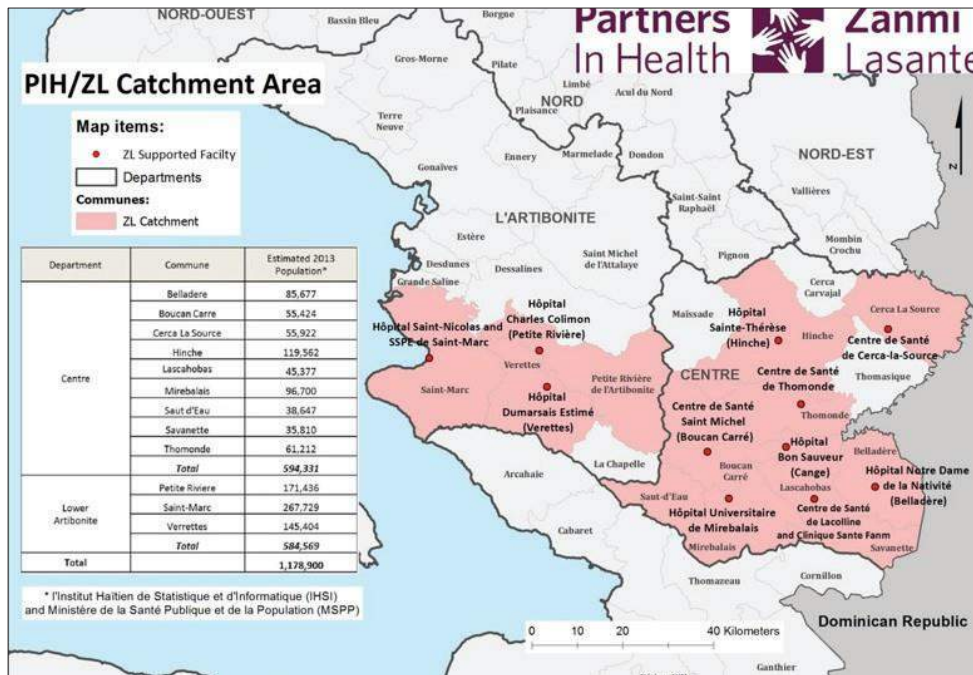 Partners
In Health
Zanmi
Lasante
PIH/ZL Catchment Area
Map items:
ZL Supported Facilty
Departments
Communes:
ZL Catchment
Department Commune Estimated 2013
Population*
Centre
Belladere 85,677
Boucan Carre 55,424
Cerca La Source 55,922
Hinche 119,562
Lascahobas 45,377
Mirebalais 96,700
Saut d'Eau 38,647
Savanette 35,810
Thomonde 61,212
Total 594,331
Lower
Artibonite
Petite Riviere 171,436
Saint-Marc 267,729
Verrettes 145,404
Total 584,569
Total 1,178,900
* l'Institut Haïtien de Statistique et d'Informatique (IHSI)
and Ministère de la Santé Publique et de la Population (MSPP)
NORD-OUEST
Bassin Bleu
Borgne
Gros-Morne
Pilate
Limbé
Acul du Nord
NORD
Plaisance
Terre
Neuve
Ennery
Marmelade
Dondon
Gonaïves
NORD-EST
Vallières
Saint-Saint
Raphaël
L'ARTIBONITE
Estère
Saint Michel
de l'Attalaye
Pignon
Mombin
Crochu
Desdunes
Dessalines
Grande Saline
Cerca
Carvajal
Maissade
Cerca La Source
Hôpital
Charles Colimon
(Petite Rivière)
Hôpital Saint-Nicolas and
SSPE de Saint-Marc
Hôpital
Sainte-Thérèse
(Hinche)
Hinche
Centre de Santé
de Cerca-la-Source
Verettes
Thomasique
Saint-Marc
Petite Rivière
de l'Artibonite
CENTRE
Centre de Santé
de Thomonde
Hôpital
Dumarsais Estimé
(Verettes)
Thomonde
Centre de Santé
Saint Michel
(Boucan Carré)
Hôpital
Bon Sauveur
(Cange)
Belladère
La Chapelle
Boucan
Carré
Hôpital Notre Dame
de la Nativité
(Belladère)
Arcahaie
Lascahobas
Saut-d'Eau
Hôpital Universitaire
de Mirebalais
Centre de Santé
de Lacolline
and Clinique Sante Fanm
Cabaret
Mirebalais
Savanette
Thomazeau
Cornillon
Dominican Republic
0 10 20 40 Kilometers
Ganthier
N